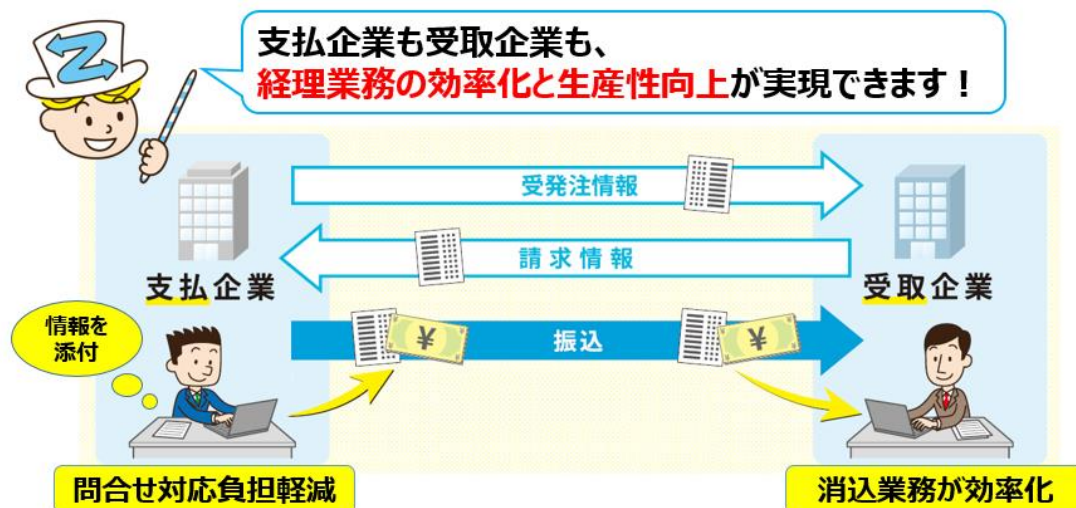 支払企業も受取企業も、
経理業務の効率化と生産性向上が実現できます！
Z
受発注情報
請求情報
支払企業
受取企業
情報を
添付
¥
振込
¥
問合せ対応負担軽減
消込業務が効率化